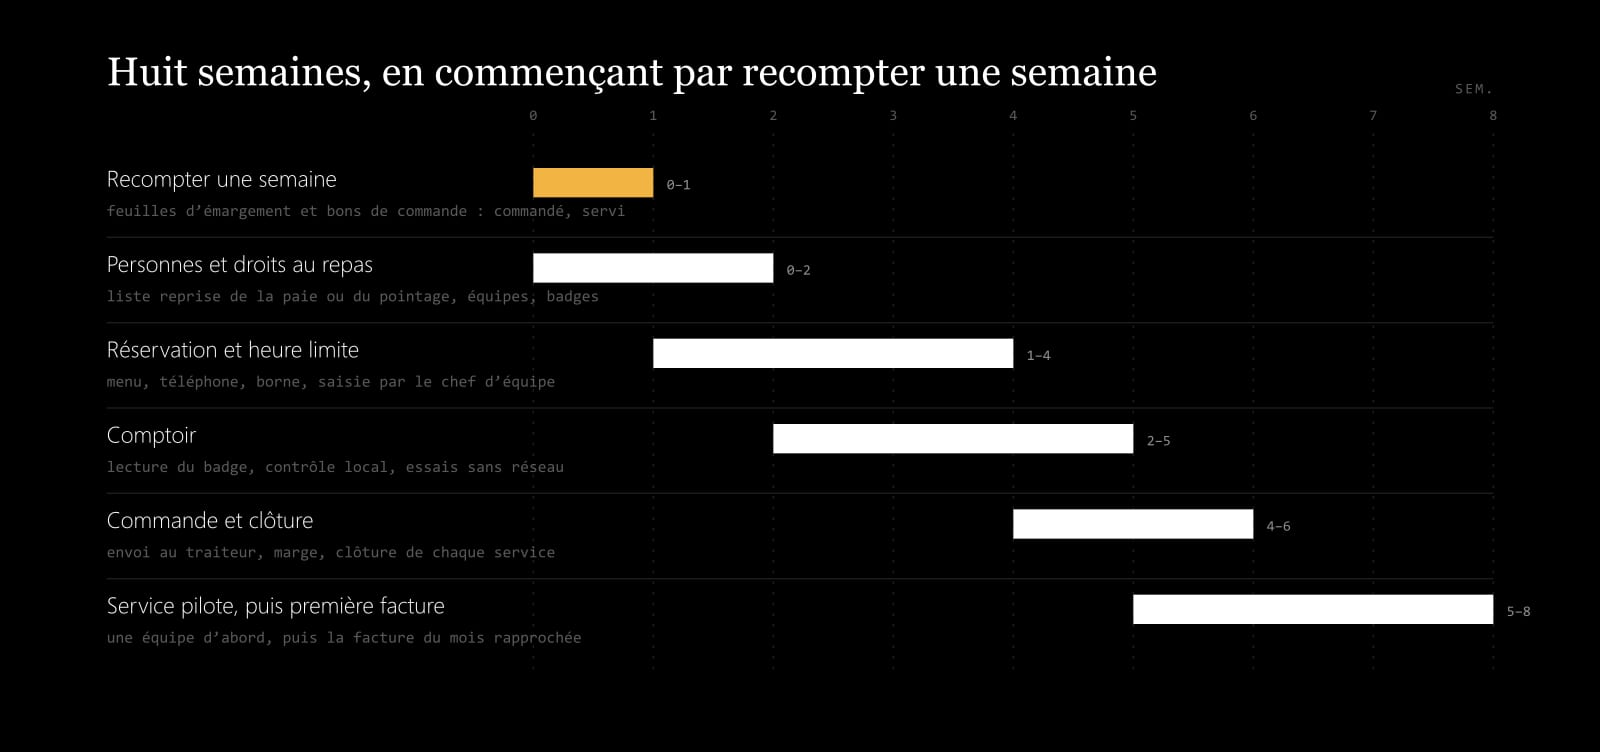 Huit semaines, en commençant par recompter une semaine
SEM.
0 1 2 3 4 5 6 7 8
Recompter une semaine
0–1
feuilles d’émargement et bons de commande : commandé, servi
Personnes et droits au repas
0–2
liste reprise de la paie ou du pointage, équipes, badges
Réservation et heure limite
1–4
menu, téléphone, borne, saisie par le chef d’équipe
Comptoir
2–5
lecture du badge, contrôle local, essais sans réseau
Commande et clôture
4–6
envoi au traiteur, marge, clôture de chaque service
Service pilote, puis première facture
5–8
une équipe d’abord, puis la facture du mois rapprochée